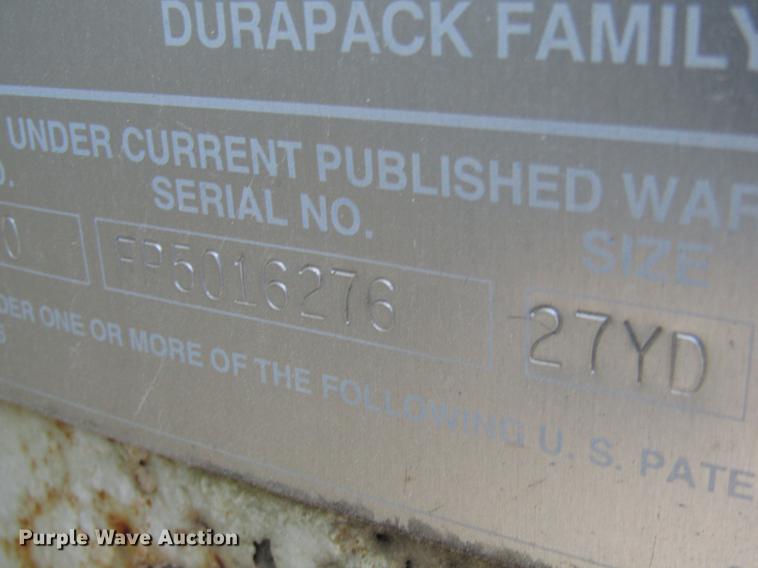 DURAPACK FAMILY
UNDER CURRENT PUBLISHED WAR
O.
SERIAL NO.
SIZE
0
FP5016276
27YD
DER ONE OR MORE OF THE FOLLOWING U. S. PATE
Purple Wave Auction